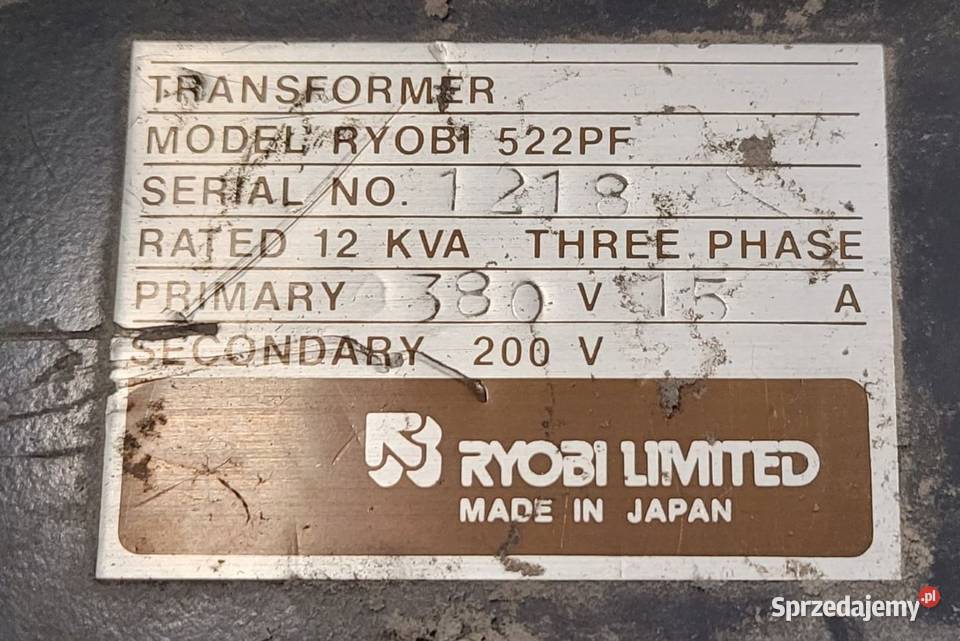 TRANSFORMER
MODEL RYOBI 522PF
SERIAL NO. 1218
RATED 12 KVA THREE PHASE
PRIMARY 380 V 15 A
SECONDARY 200 V
RYOBI LIMITED
MADE IN JAPAN
Sprzedajemy.pl